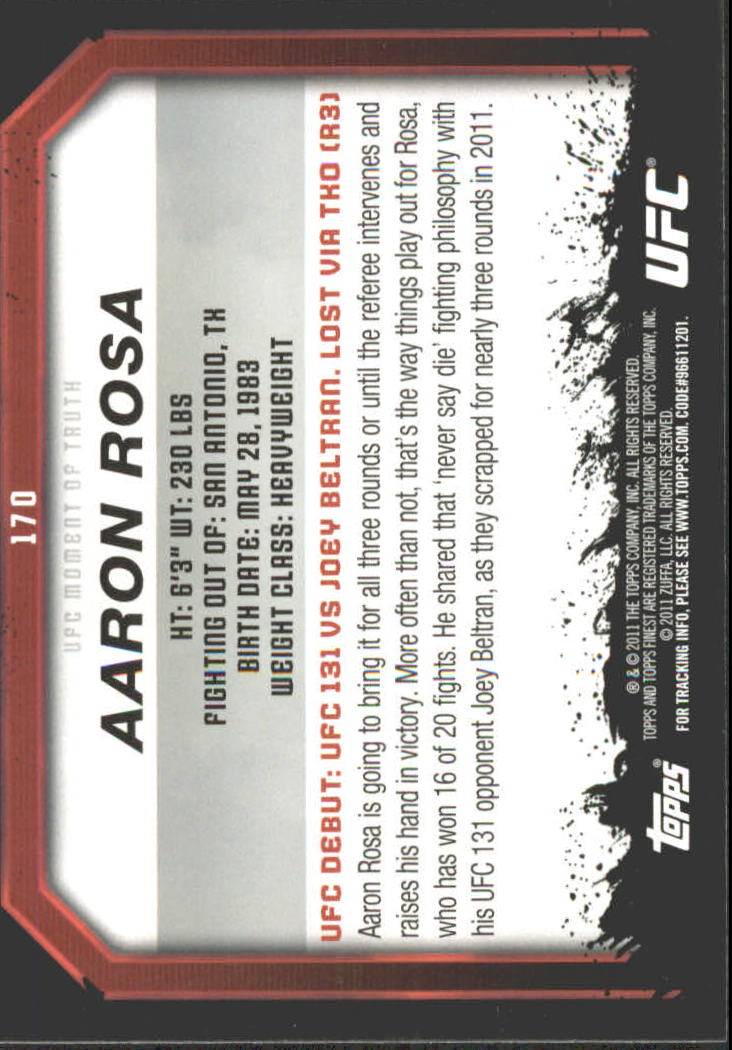 170
UFC MOMENT OF TRUTH
AARON ROSA
HT: 6'3" WT: 230 LBS
FIGHTING OUT OF: SAN ANTONIO, TX
BIRTH DATE: MAY 28, 1983
WEIGHT CLASS: HEAVYWEIGHT
UFC DEBUT: UFC 131 VS JOEY BELTRAN. LOST VIA TKO (R3)
Aaron Rosa is going to bring it for all three rounds or until the referee intervenes and
raises his hand in victory. More often than not, that's the way things play out for Rosa,
who has won 16 of 20 fights. He shared that 'never say die' fighting philosophy with
his UFC 131 opponent Joey Beltran, as they scrapped for nearly three rounds in 2011.
topps®
® & © 2011 THE TOPPS COMPANY, INC. ALL RIGHTS RESERVED.
TOPPS AND TOPPS FINEST ARE REGISTERED TRADEMARKS OF THE TOPPS COMPANY, INC.
© 2011 ZUFFA, LLC. ALL RIGHTS RESERVED.
FOR TRACKING INFO, PLEASE SEE WWW.TOPPS.COM. CODE#96611201.
UFC®